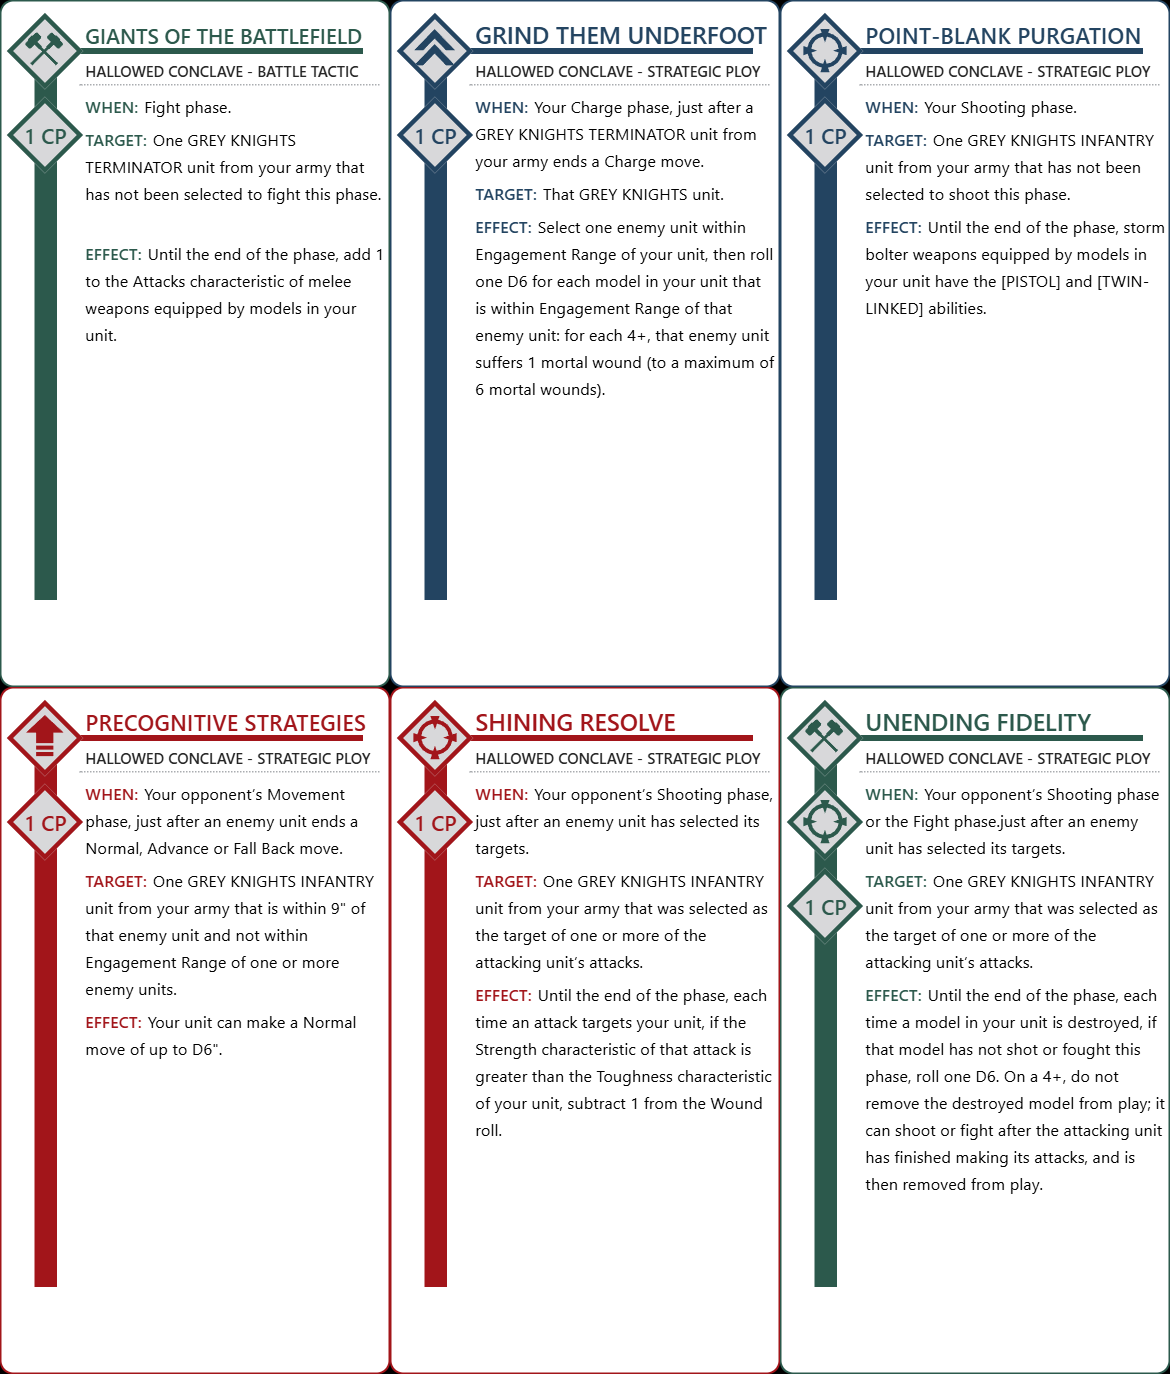 GIANTS OF THE BATTLEFIELD
HALLOWED CONCLAVE - BATTLE TACTIC
WHEN: Fight phase.
1 CP
TARGET: One GREY KNIGHTS
TERMINATOR unit from your army that
has not been selected to fight this phase.
EFFECT: Until the end of the phase, add 1
to the Attacks characteristic of melee
weapons equipped by models in your
unit.
GRIND THEM UNDERFOOT
HALLOWED CONCLAVE - STRATEGIC PLOY
WHEN: Your Charge phase, just after a
1 CP
GREY KNIGHTS TERMINATOR unit from
your army ends a Charge move.
TARGET: That GREY KNIGHTS unit.
EFFECT: Select one enemy unit within
Engagement Range of your unit, then roll
one D6 for each model in your unit that
is within Engagement Range of that
enemy unit: for each 4+, that enemy unit
suffers 1 mortal wound (to a maximum of
6 mortal wounds).
POINT-BLANK PURGATION
HALLOWED CONCLAVE - STRATEGIC PLOY
WHEN: Your Shooting phase.
1 CP
TARGET: One GREY KNIGHTS INFANTRY
unit from your army that has not been
selected to shoot this phase.
EFFECT: Until the end of the phase, storm
bolter weapons equipped by models in
your unit have the [PISTOL] and [TWIN-
LINKED] abilities.
PRECOGNITIVE STRATEGIES
HALLOWED CONCLAVE - STRATEGIC PLOY
WHEN: Your opponent's Movement
1 CP
phase, just after an enemy unit ends a
Normal, Advance or Fall Back move.
TARGET: One GREY KNIGHTS INFANTRY
unit from your army that is within 9" of
that enemy unit and not within
Engagement Range of one or more
enemy units.
EFFECT: Your unit can make a Normal
move of up to D6".
SHINING RESOLVE
HALLOWED CONCLAVE - STRATEGIC PLOY
WHEN: Your opponent's Shooting phase,
1 CP
just after an enemy unit has selected its
targets.
TARGET: One GREY KNIGHTS INFANTRY
unit from your army that was selected as
the target of one or more of the
attacking unit's attacks.
EFFECT: Until the end of the phase, each
time an attack targets your unit, if the
Strength characteristic of that attack is
greater than the Toughness characteristic
of your unit, subtract 1 from the Wound
roll.
UNENDING FIDELITY
HALLOWED CONCLAVE - STRATEGIC PLOY
WHEN: Your opponent's Shooting phase
or the Fight phase.just after an enemy
unit has selected its targets.
TARGET: One GREY KNIGHTS INFANTRY
1 CP
unit from your army that was selected as
the target of one or more of the
attacking unit's attacks.
EFFECT: Until the end of the phase, each
time a model in your unit is destroyed, if
that model has not shot or fought this
phase, roll one D6. On a 4+, do not
remove the destroyed model from play; it
can shoot or fight after the attacking unit
has finished making its attacks, and is
then removed from play.